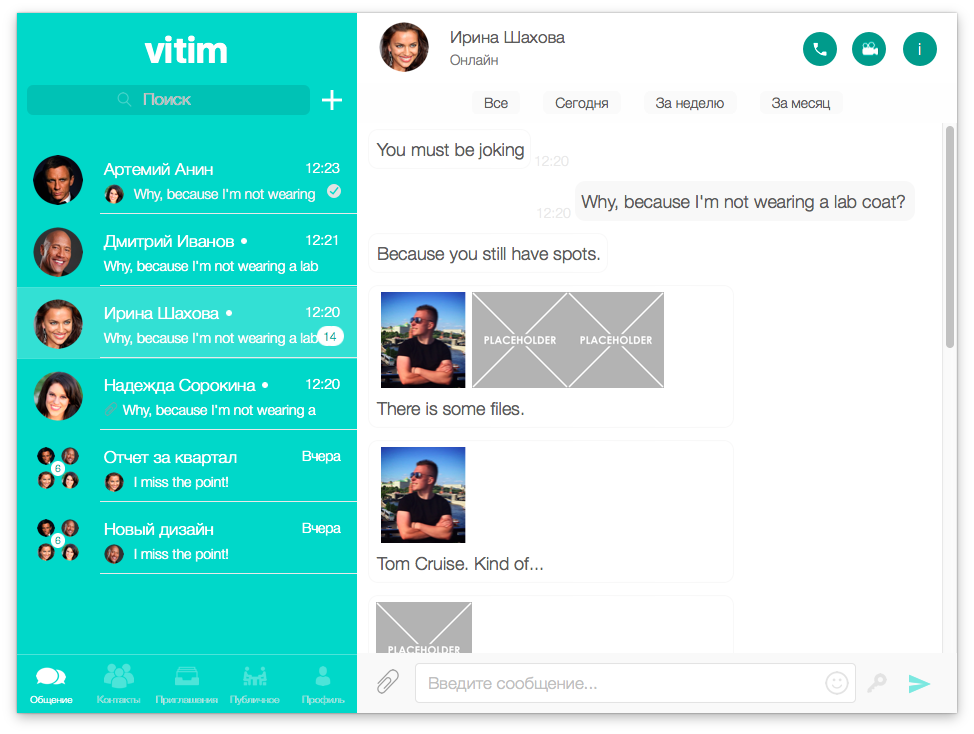 vitim
Поиск
Артемий Анин 12:23
Why, because I'm not wearing
Дмитрий Иванов • 12:21
Why, because I'm not wearing a lab
Ирина Шахова • 12:20
Why, because I'm not wearing a lab 14
Надежда Сорокина • 12:20
Why, because I'm not wearing a
Отчет за квартал Вчера
6
I miss the point!
Новый дизайн Вчера
6
I miss the point!
Общение Контакты Приглашения Публичное Профиль
Ирина Шахова
Онлайн
i
Все Сегодня За неделю За месяц
You must be joking 12:20
12:20 Why, because I'm not wearing a lab coat?
Because you still have spots.
PLACEHOLDER PLACEHOLDER
There is some files.
Tom Cruise. Kind of...
PLACEHOLDER
Введите сообщение...